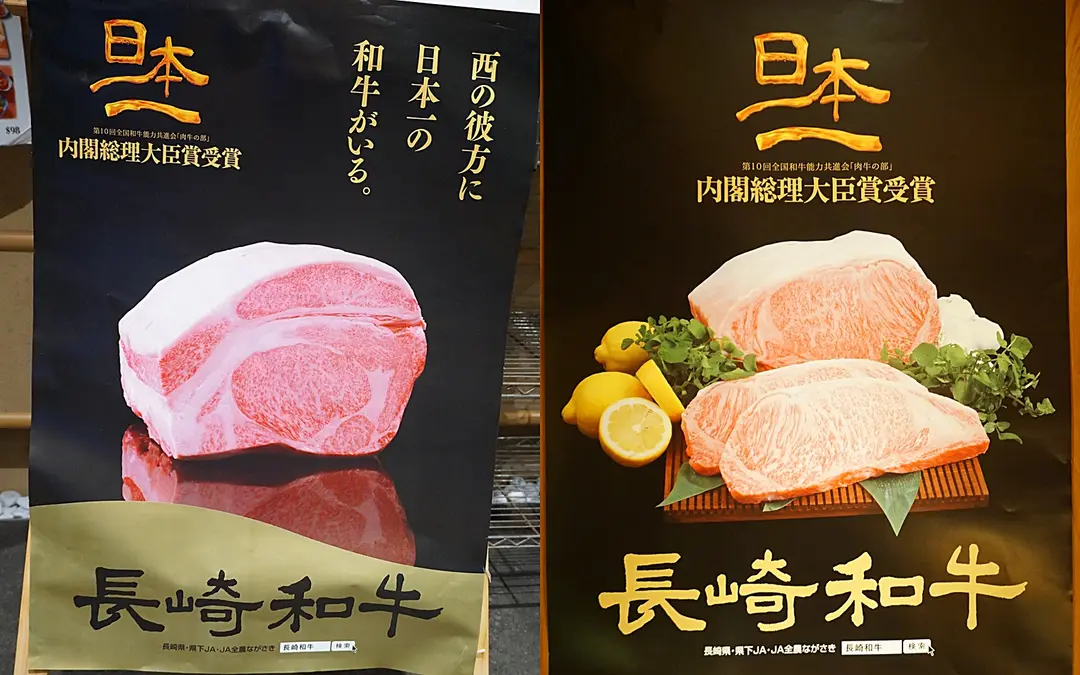 日本一
第10回全国和牛能力共進会「肉牛の部」
内閣総理大臣賞受賞
西の彼方に
日本一の
和牛がいる。
長崎和牛
長崎県・県下JA・JA全農ながさき 長崎和牛 検索
$98
日本一
第10回全国和牛能力共進会「肉牛の部」
内閣総理大臣賞受賞
長崎和牛
長崎県・県下JA・JA全農ながさき 長崎和牛 検索